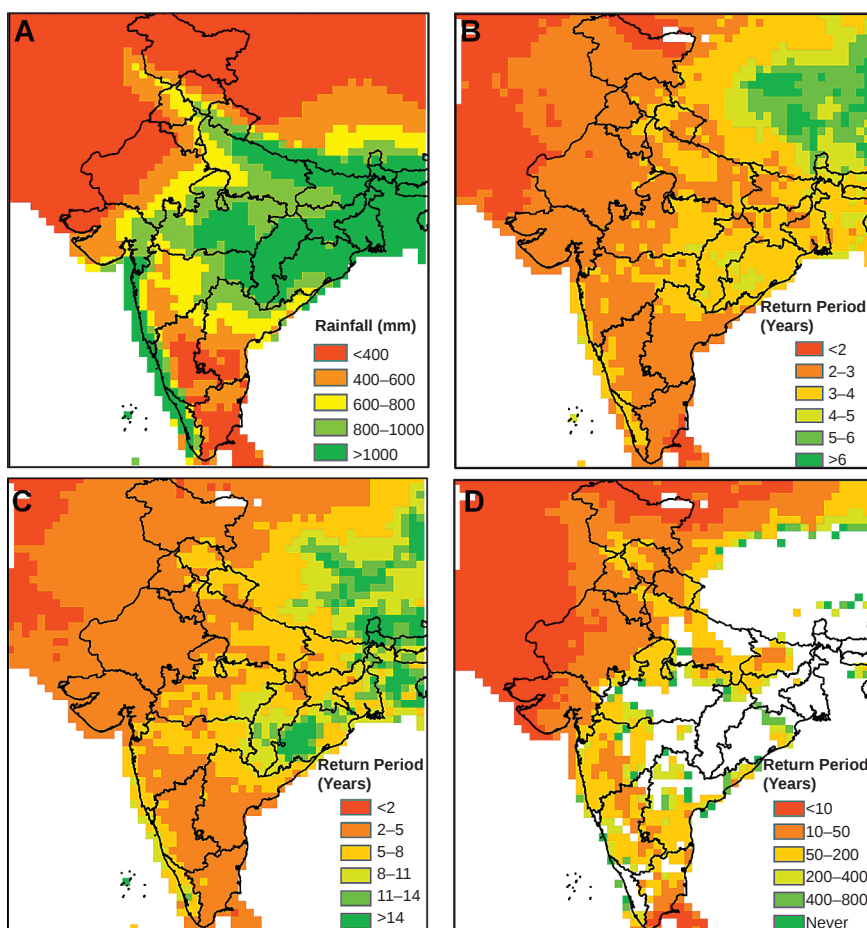 A
Rainfall (mm)
<400
400–600
600–800
800–1000
>1000
B
Return Period
(Years)
<2
2–3
3–4
4–5
5–6
>6
C
Return Period
(Years)
<2
2–5
5–8
8–11
11–14
>14
D
Return Period
(Years)
<10
10–50
50–200
200–400
400–800
Never